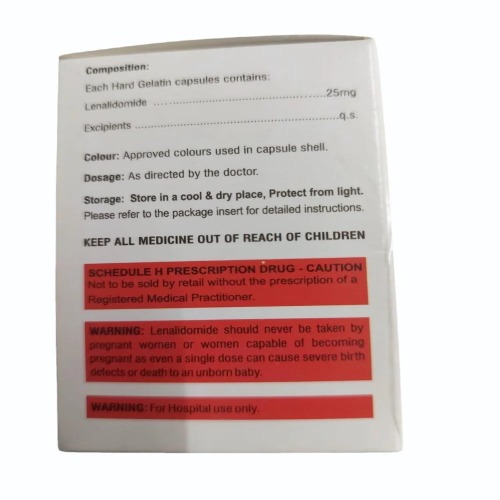 Composition:
Each Hard Gelatin capsules contains:
Lenalidomide ................................................25mg
Excipients .........................................................q.s.
Colour: Approved colours used in capsule shell.
Dosage: As directed by the doctor.
Storage: Store in a cool & dry place, Protect from light.
Please refer to the package insert for detailed instructions.
KEEP ALL MEDICINE OUT OF REACH OF CHILDREN
SCHEDULE H PRESCRIPTION DRUG - CAUTION
Not to be sold by retail without the prescription of a
Registered Medical Practitioner.
WARNING: Lenalidomide should never be taken by
pregnant women or women capable of becoming
pregnant as even a single dose can cause severe birth
defects or death to an unborn baby.
WARNING: For Hospital use only.